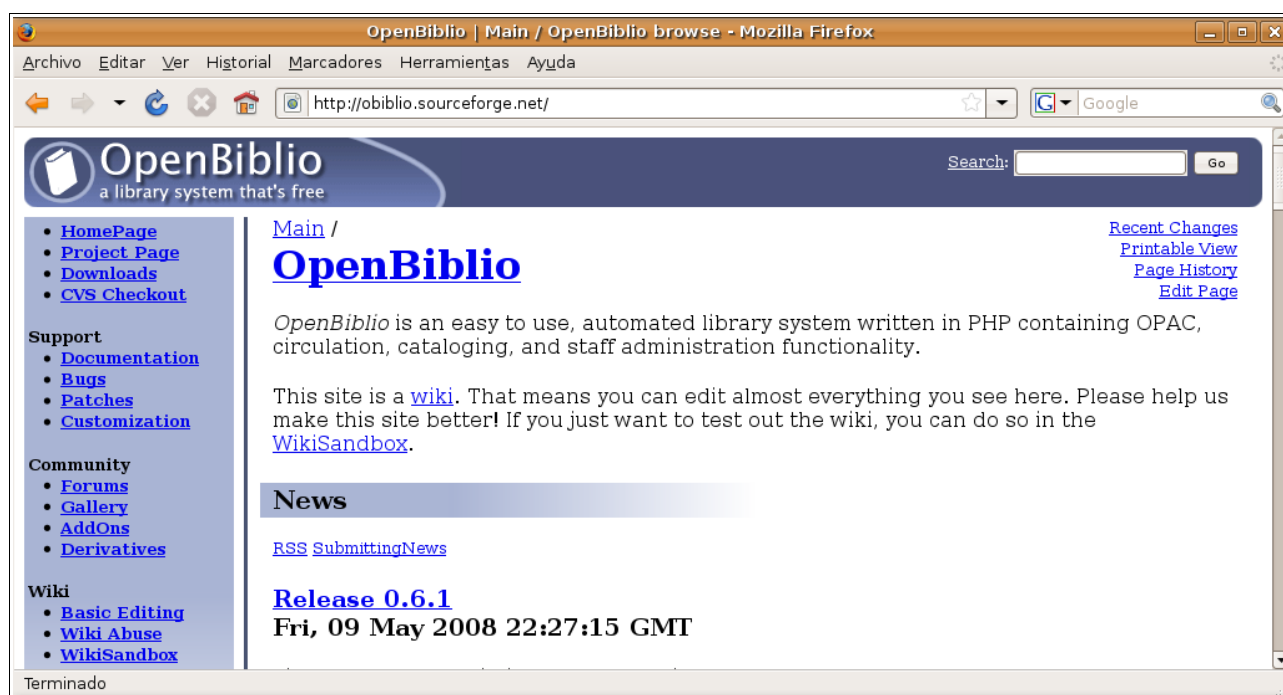 OpenBiblio | Main / OpenBiblio browse - Mozilla Firefox
Archivo Editar Ver Historial Marcadores Herramientas Ayuda
http://obiblio.sourceforge.net/
G Google
OpenBiblio
a library system that's free
Search: Go
HomePage
Project Page
Downloads
CVS Checkout
Support
Documentation
Bugs
Patches
Customization
Community
Forums
Gallery
AddOns
Derivatives
Wiki
Basic Editing
Wiki Abuse
WikiSandbox
Main /
OpenBiblio
Recent Changes
Printable View
Page History
Edit Page
OpenBiblio is an easy to use, automated library system written in PHP containing OPAC,
circulation, cataloging, and staff administration functionality.
This site is a wiki. That means you can edit almost everything you see here. Please help us
make this site better! If you just want to test out the wiki, you can do so in the
WikiSandbox.
News
RSS SubmittingNews
Release 0.6.1
Fri, 09 May 2008 22:27:15 GMT
Terminado